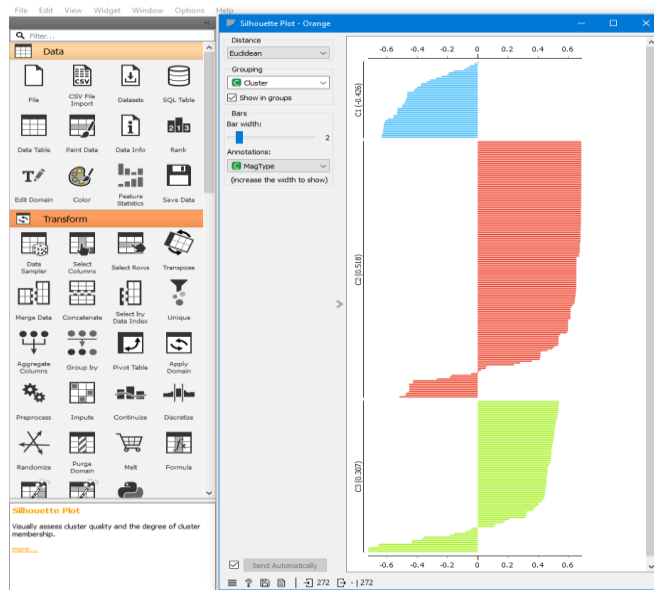 File Edit View Widget Window Options Help
Filter...
Data
File
CSV File Import
Datasets
SQL Table
Data Table
Paint Data
Data Info
Rank
Edit Domain
Color
Feature Statistics
Save Data
Transform
Data Sampler
Select Columns
Select Rows
Transpose
Merge Data
Concatenate
Select by Data Index
Unique
Aggregate Columns
Group by
Pivot Table
Apply Domain
Preprocess
Impute
Continuize
Discretize
Randomize
Purge Domain
Melt
Formula
Silhouette Plot
Visually assess cluster quality and the degree of cluster
membership.
more...
Silhouette Plot - Orange
Distance
Euclidean
Grouping
C Cluster
Show in groups
Bars
Bar width:
2
Annotations:
C MagType
(increase the width to show)
Send Automatically
272 - | 272
-0.6 -0.4 -0.2 0 0.2 0.4 0.6
C1 (-0.426)
C2 (0.518)
C3 (0.307)
-0.6 -0.4 -0.2 0 0.2 0.4 0.6